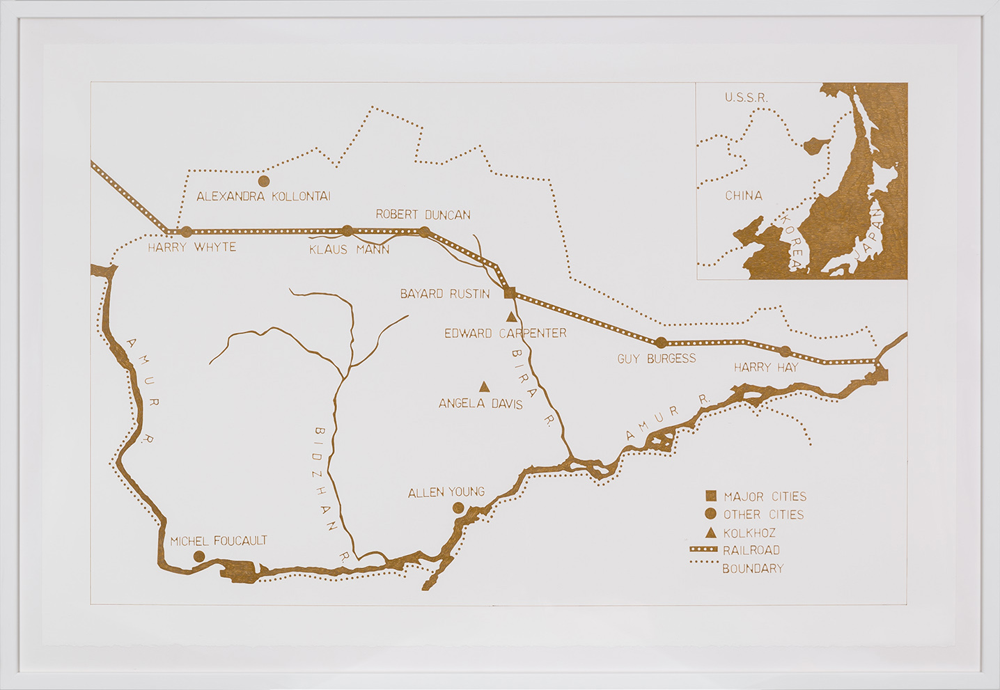 U.S.S.R.
CHINA
KOREA
JAPAN
ALEXANDRA KOLLONTAI
ROBERT DUNCAN
HARRY WHYTE
KLAUS MANN
BAYARD RUSTIN
EDWARD CARPENTER
GUY BURGESS
HARRY HAY
AMUR R.
BIRA R.
ANGELA DAVIS
AMUR R.
BIDZHAN R.
ALLEN YOUNG
MICHEL FOUCAULT
MAJOR CITIES
OTHER CITIES
KOLKHOZ
RAILROAD
BOUNDARY